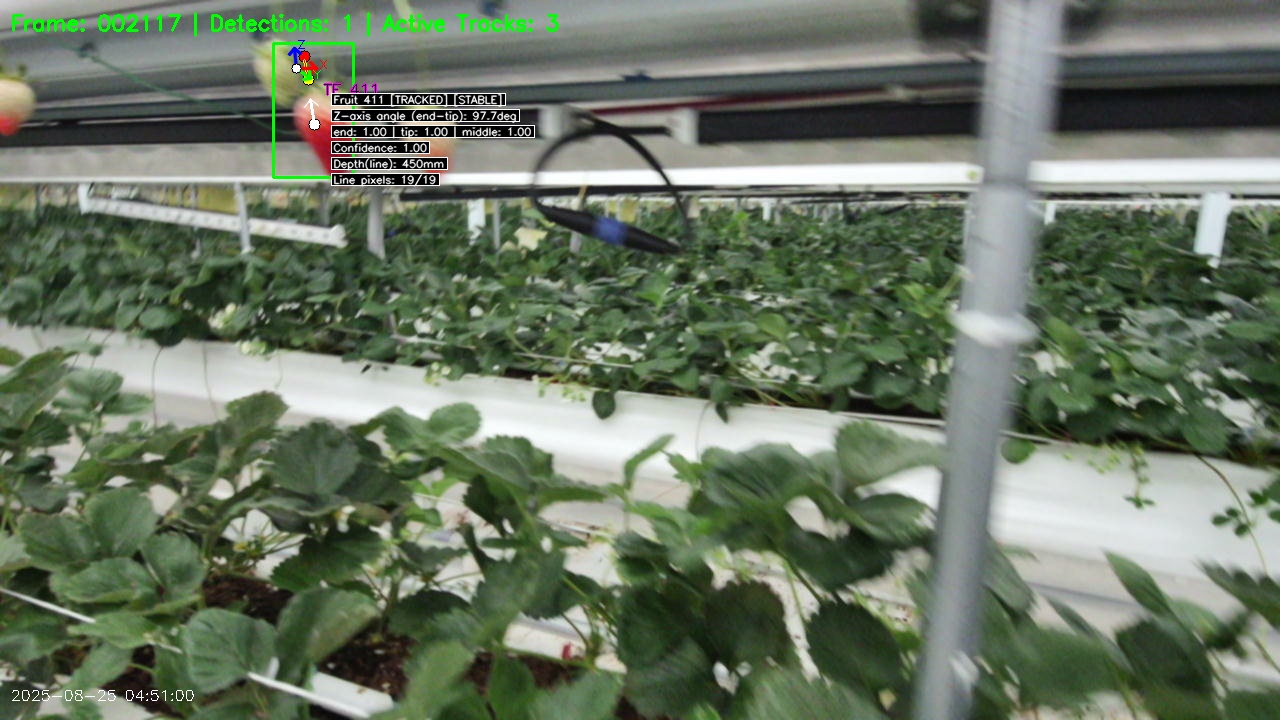 Frame: 002117 | Detections: 1 | Active Tracks: 3
Z
X
TF_411
Fruit 411 [TRACKED] [STABLE]
Z-axis angle (end-tip): 97.7deg
end: 1.00 | tip: 1.00 | middle: 1.00
Confidence: 1.00
Depth(line): 450mm
Line pixels: 19/19
2025-08-25 04:51:00